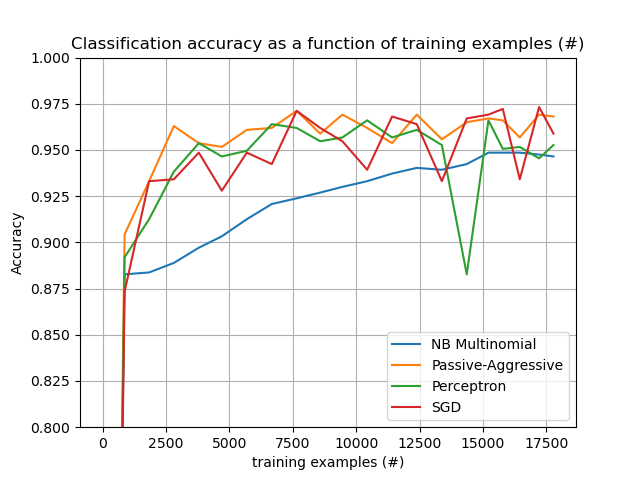 Classification accuracy as a function of training examples (#)
1.000
0.975
0.950
0.925
0.900
0.875
0.850
0.825
0.800
Accuracy
NB Multinomial
Passive-Aggressive
Perceptron
SGD
0 2500 5000 7500 10000 12500 15000 17500
training examples (#)